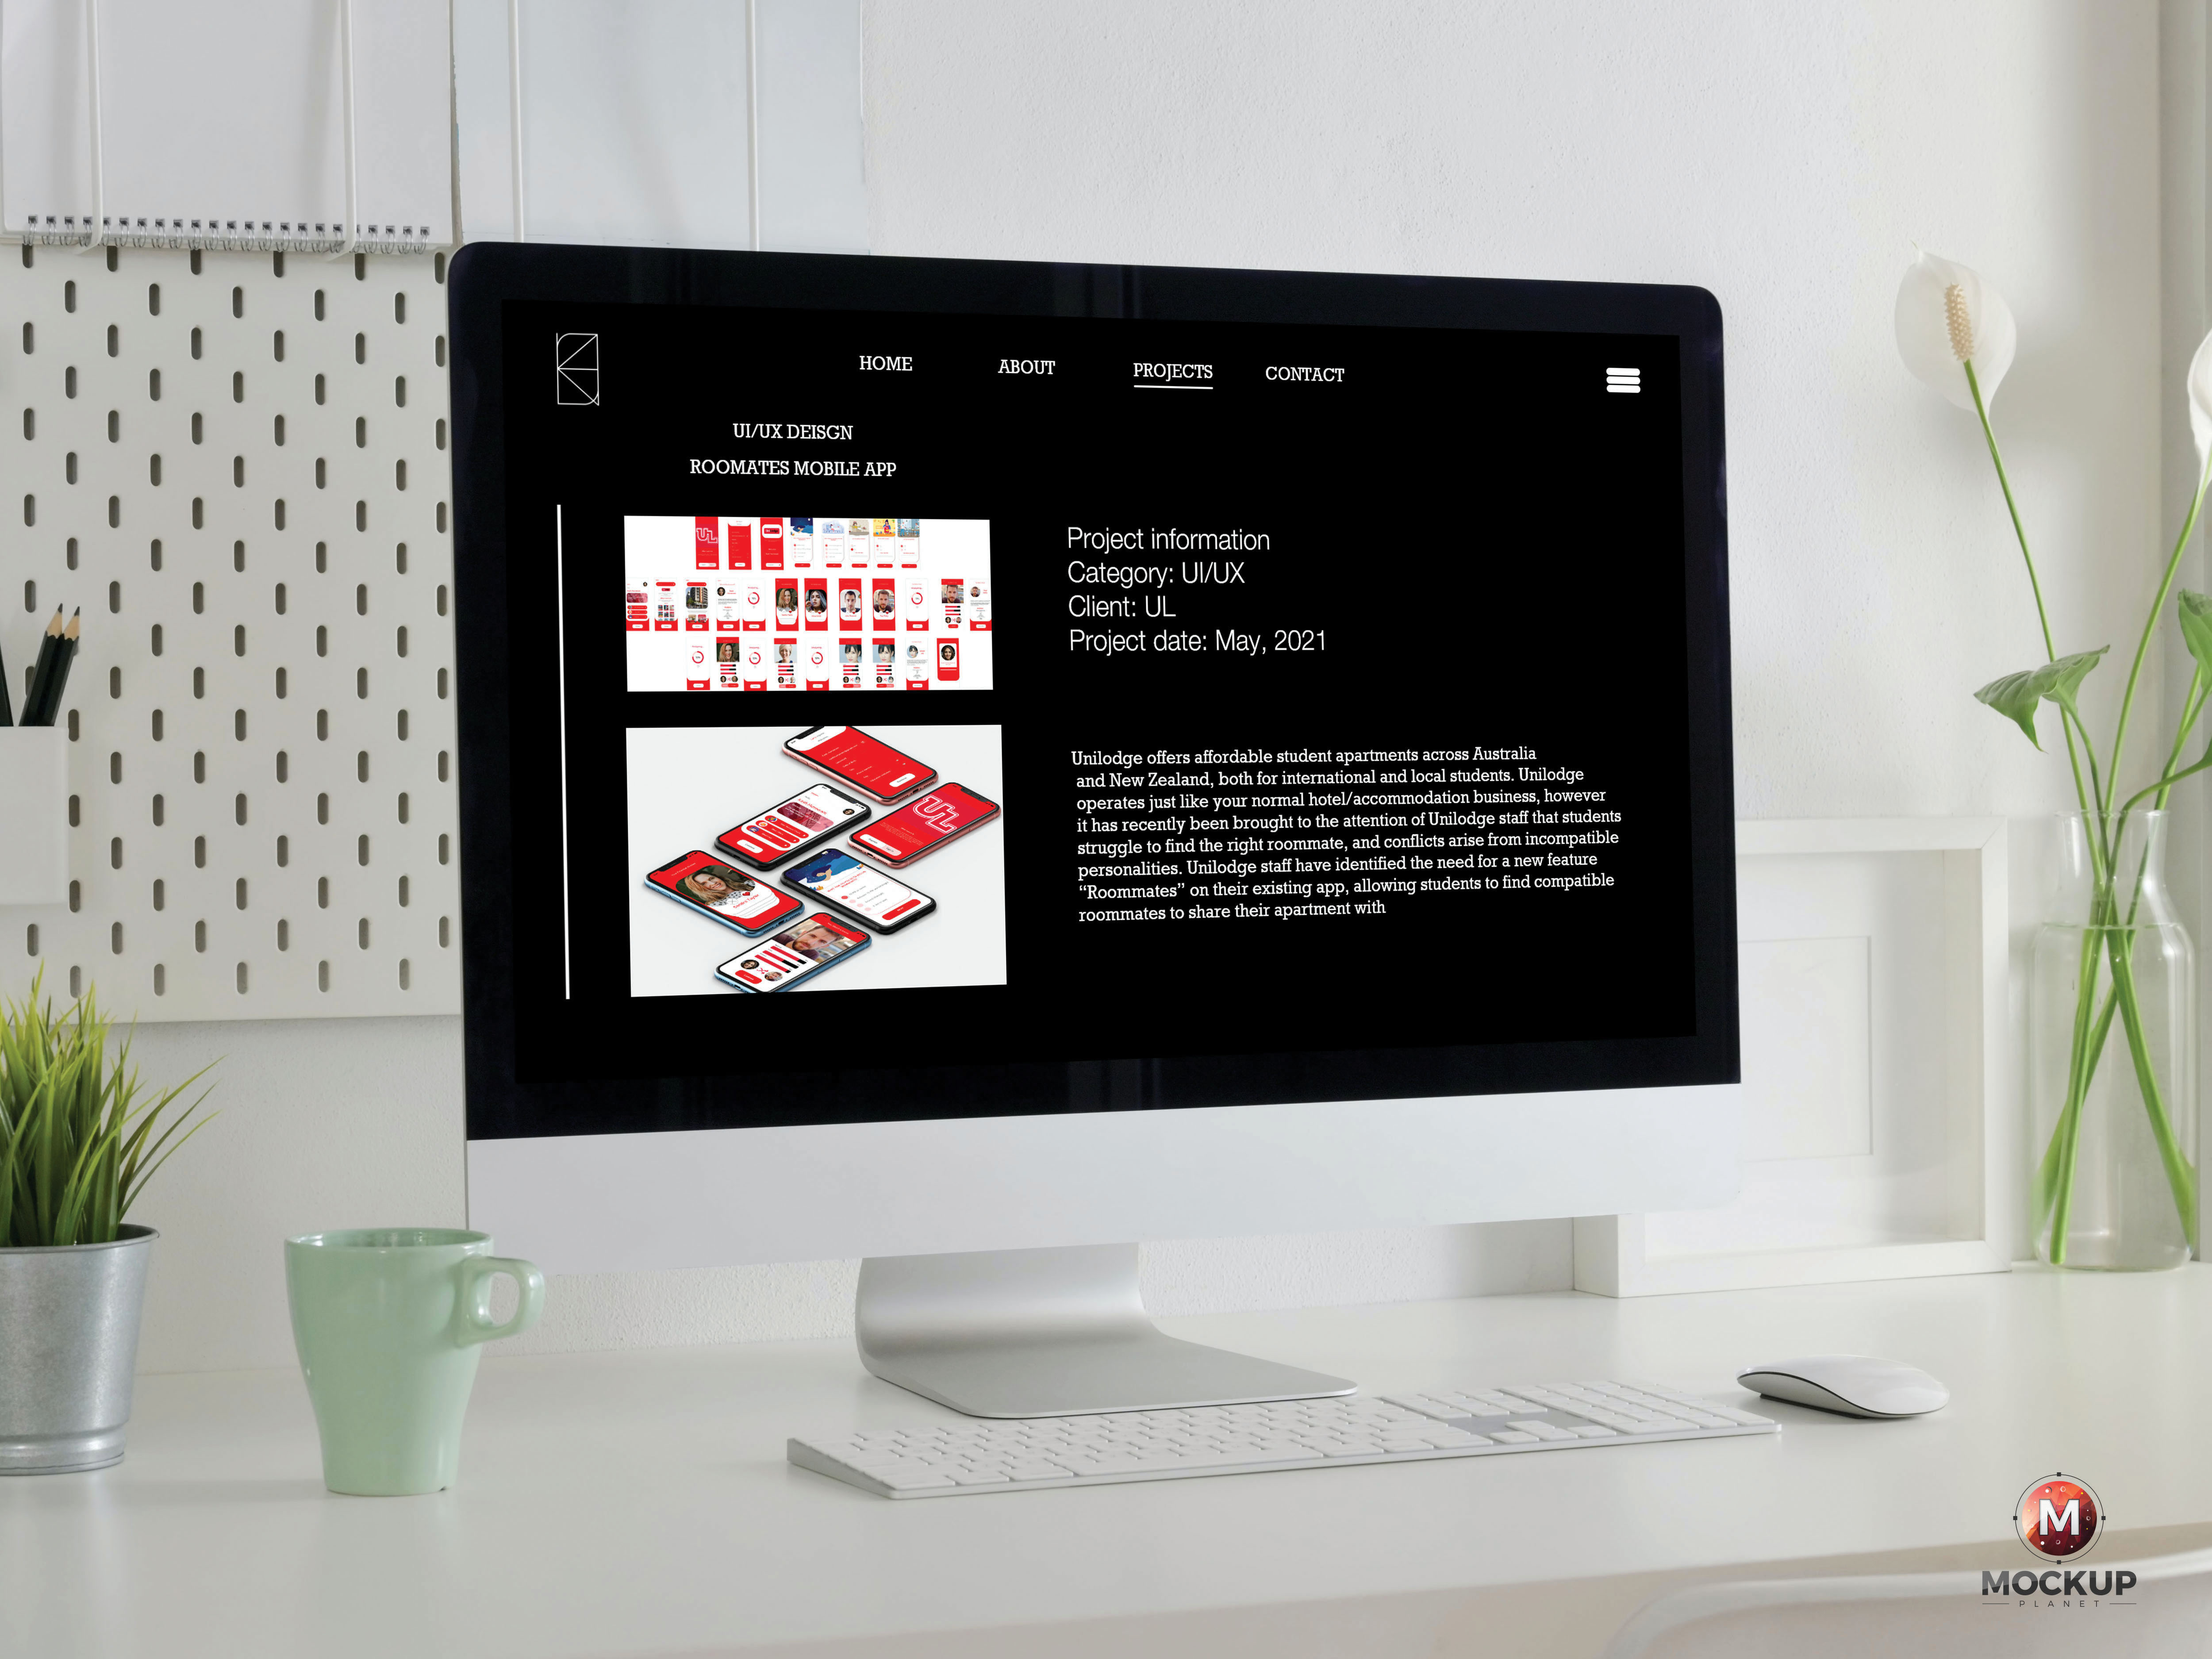 HOME ABOUT PROJECTS CONTACT
UI/UX DEISGN
ROOMATES MOBILE APP
Project information
Category: UI/UX
Client: UL
Project date: May, 2021
UL
UL
Unilodge offers affordable student apartments across Australia
and New Zealand, both for international and local students. Unilodge
operates just like your normal hotel/accommodation business, however
it has recently been brought to the attention of Unilodge staff that students
struggle to find the right roommate, and conflicts arise from incompatible
personalities. Unilodge staff have identified the need for a new feature
“Roommates” on their existing app, allowing students to find compatible
roommates to share their apartment with
M
MOCKUP
PLANET